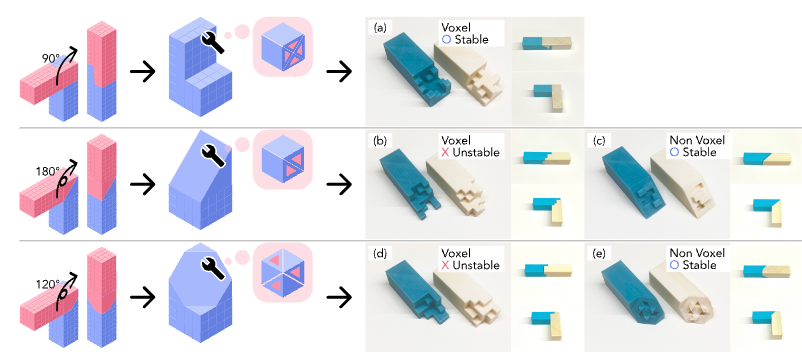 90°
(a)
Voxel
O Stable
180°
(b)
Voxel
X Unstable
(c)
Non Voxel
O Stable
120°
(d)
Voxel
X Unstable
(e)
Non Voxel
O Stable